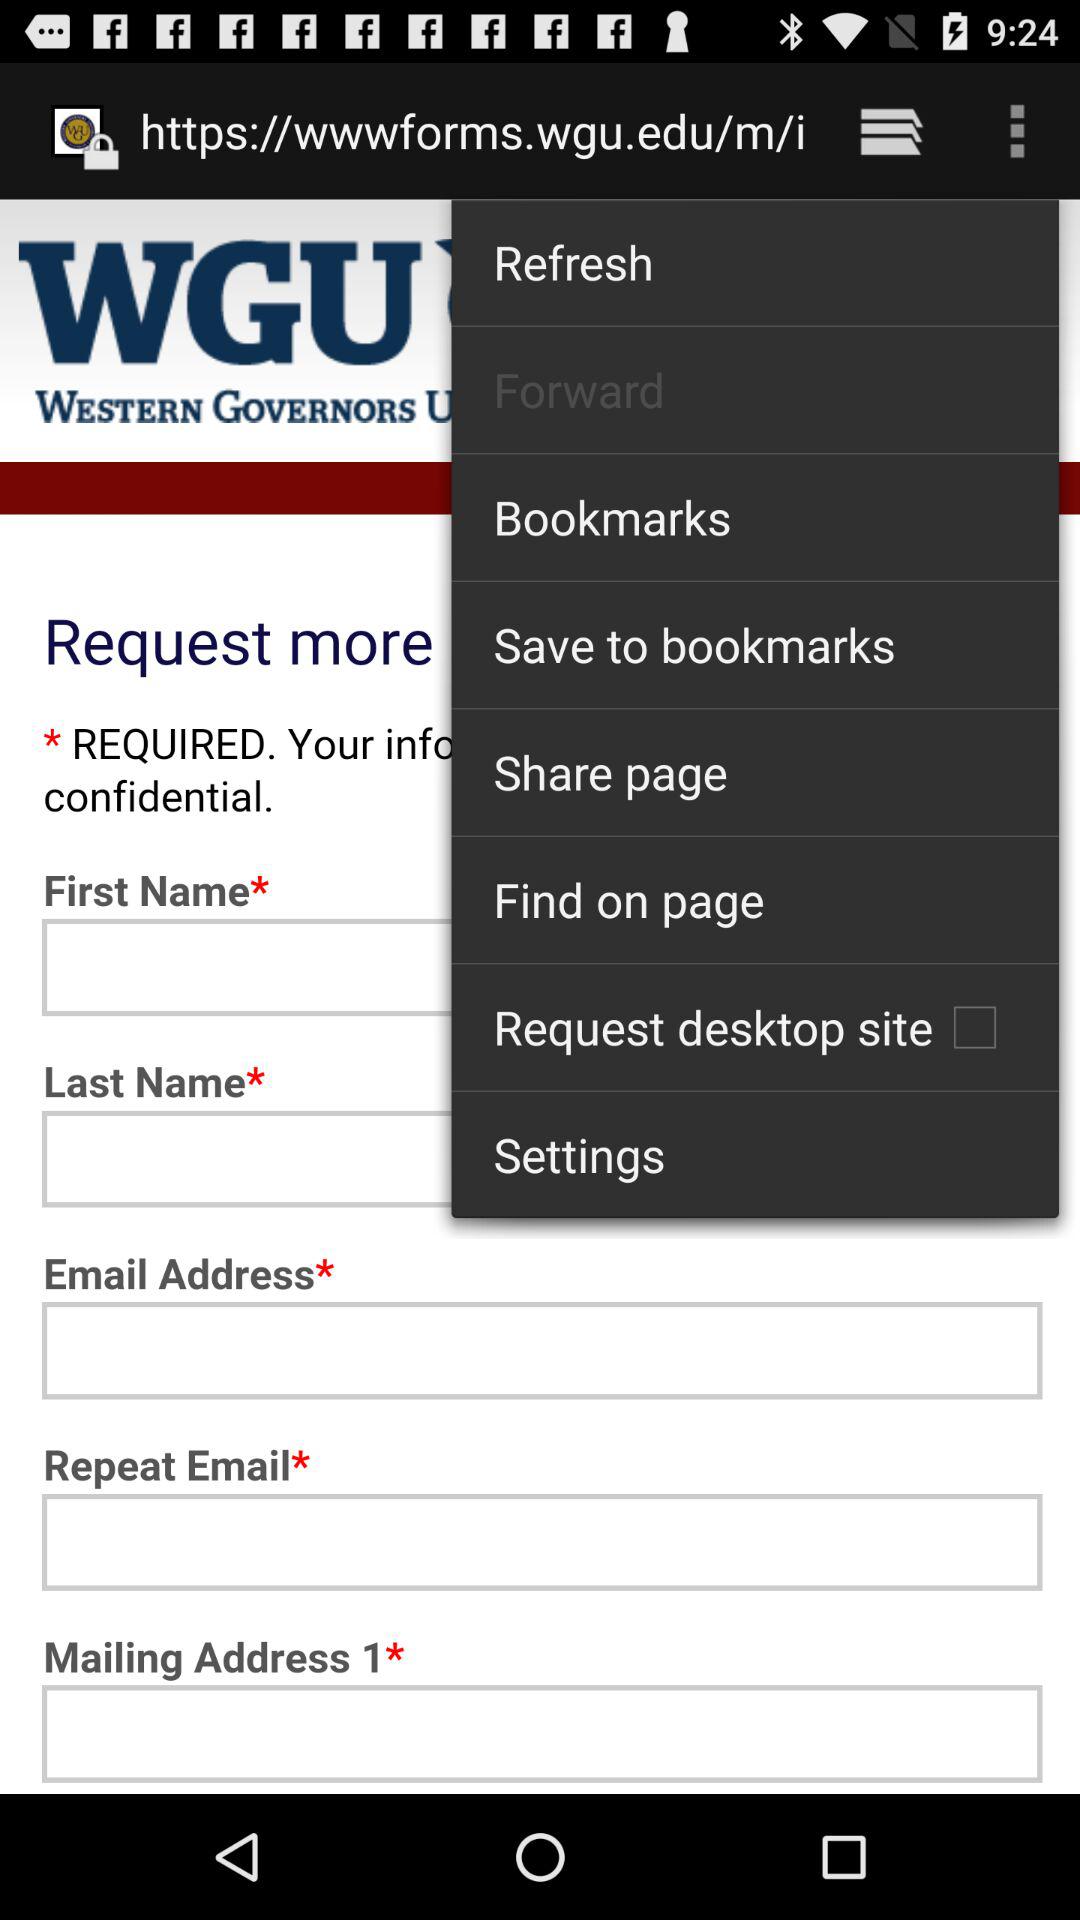 9:24
https://wwwforms.wgu.edu/m/i
WGU
WESTERN GOVERNORS U
Refresh
Forward
Bookmarks
Save to bookmarks
Share page
Find on page
Request desktop site
Settings
Request more
* REQUIRED. Your info
confidential.
First Name*
Last Name*
Email Address*
Repeat Email*
Mailing Address 1*